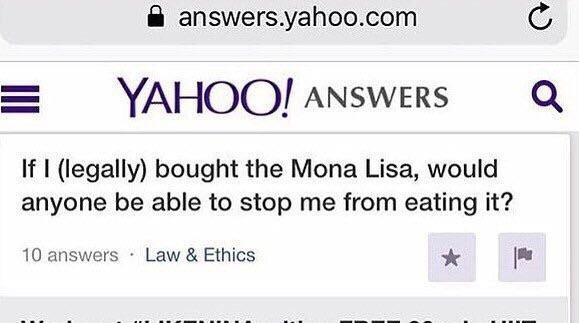 answers.yahoo.com
YAHOO! ANSWERS
If I (legally) bought the Mona Lisa, would
anyone be able to stop me from eating it?
10 answers · Law & Ethics